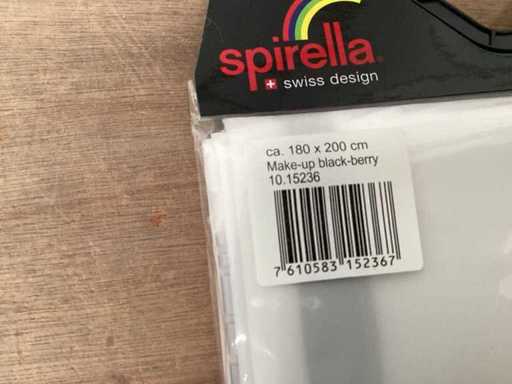 spirella
swiss design
ca. 180 x 200 cm
Make-up black-berry
10.15236
7 610583 152367